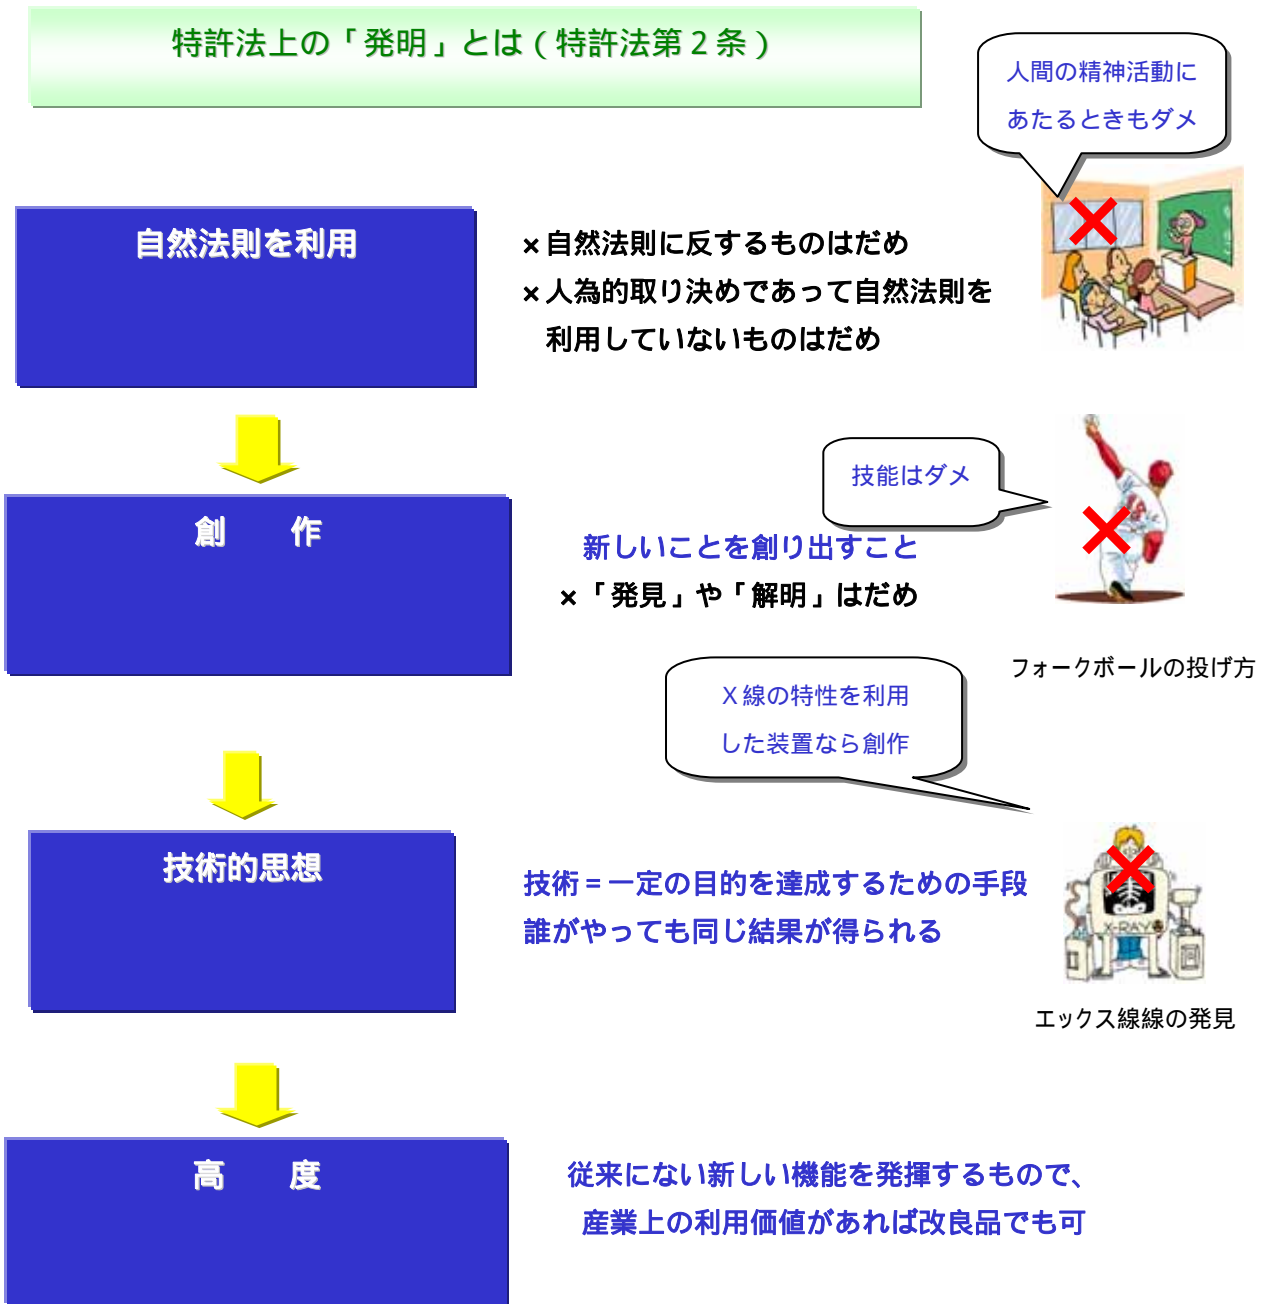 特許法上の「発明」とは（特許法第２条）
人間の精神活動に
あたるときもダメ
自然法則を利用
×自然法則に反するものはだめ
×人為的取り決めであって自然法則を
利用していないものはだめ
技能はダメ
創　　作
新しいことを創り出すこと
×「発見」や「解明」はだめ
フォークボールの投げ方
Ｘ線の特性を利用
した装置なら創作
技術的思想
技術＝一定の目的を達成するための手段
誰がやっても同じ結果が得られる
X-RAY
エックス線線の発見
高　　度
従来にない新しい機能を発揮するもので、
産業上の利用価値があれば改良品でも可